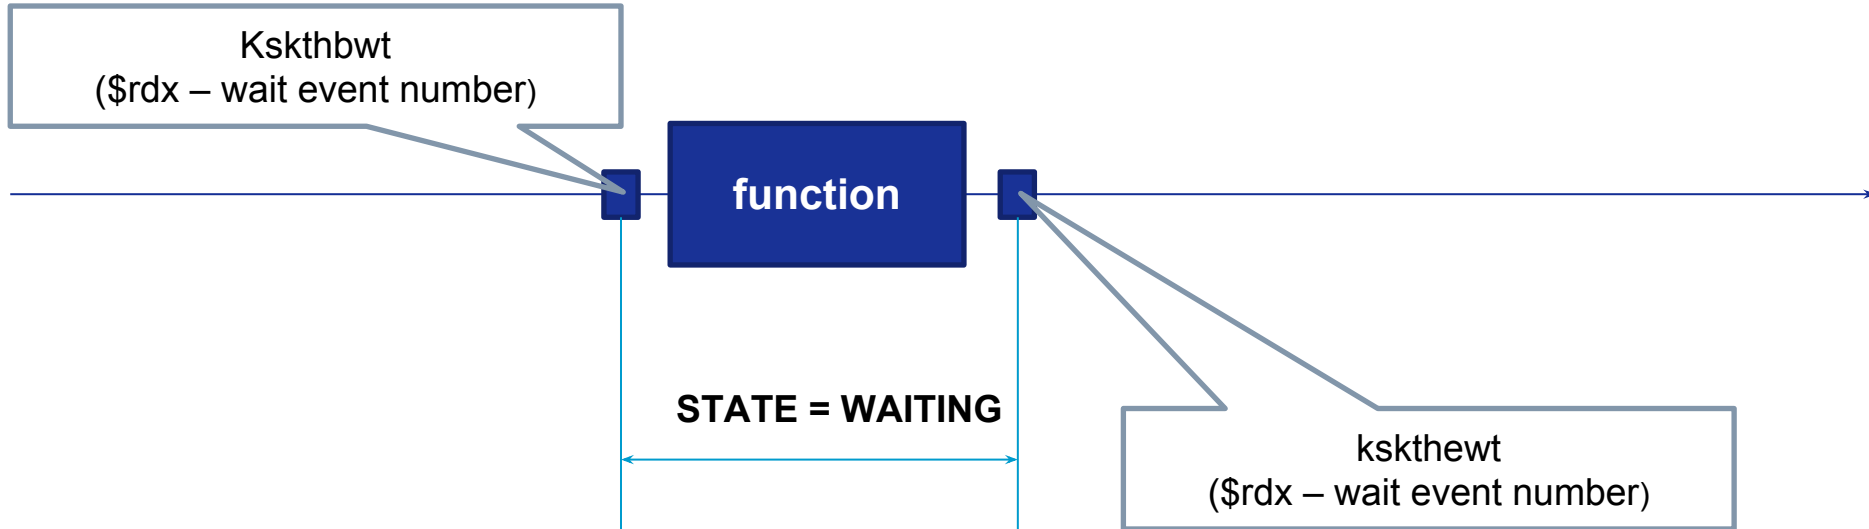 Kskthbwt
($rdx – wait event number)
function
STATE = WAITING
kskthewt
($rdx – wait event number)